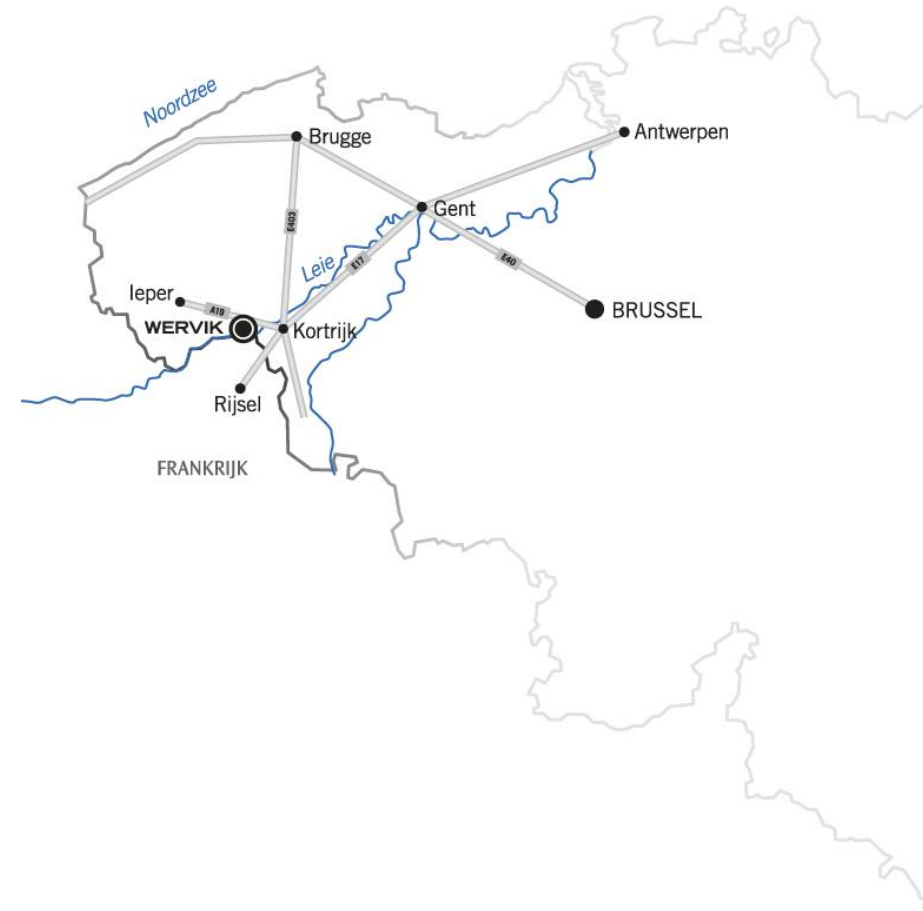 Noordzee
Brugge
Antwerpen
Gent
E403
Leie
E17
E40
Ieper
A19
BRUSSEL
WERVIK
Kortrijk
Rijsel
FRANKRIJK